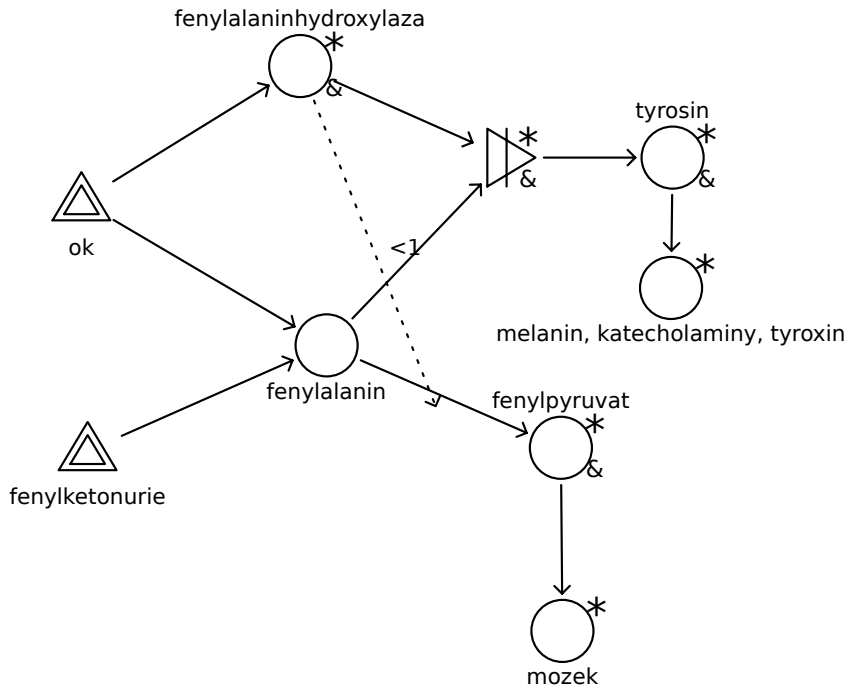 fenylalaninhydroxylaza
*
&
tyrosin
*
&
*
&
ok
<1
*
melanin, katecholaminy, tyroxin
fenylalanin
fenylpyruvat
*
&
fenylketonurie
*
mozek